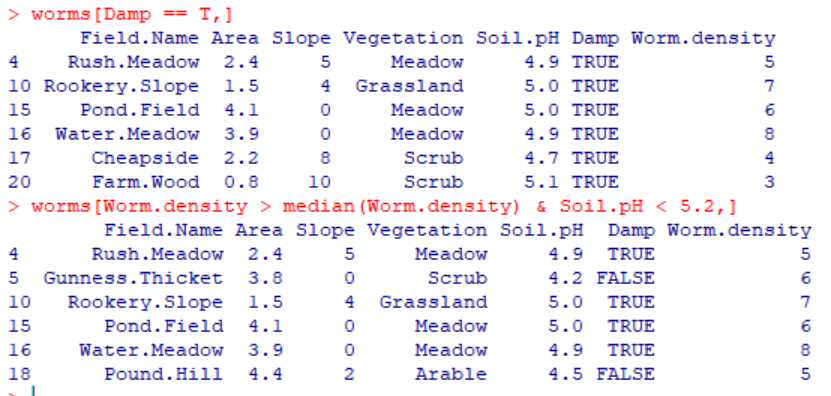 > worms[Damp == T,]
Field.Name Area Slope Vegetation Soil.pH Damp Worm.density
4 Rush.Meadow 2.4 5 Meadow 4.9 TRUE 5
10 Rookery.Slope 1.5 4 Grassland 5.0 TRUE 7
15 Pond.Field 4.1 0 Meadow 5.0 TRUE 6
16 Water.Meadow 3.9 0 Meadow 4.9 TRUE 8
17 Cheapside 2.2 8 Scrub 4.7 TRUE 4
20 Farm.Wood 0.8 10 Scrub 5.1 TRUE 3
> worms[Worm.density > median(Worm.density) & Soil.pH < 5.2,]
Field.Name Area Slope Vegetation Soil.pH Damp Worm.density
4 Rush.Meadow 2.4 5 Meadow 4.9 TRUE 5
5 Gunness.Thicket 3.8 0 Scrub 4.2 FALSE 6
10 Rookery.Slope 1.5 4 Grassland 5.0 TRUE 7
15 Pond.Field 4.1 0 Meadow 5.0 TRUE 6
16 Water.Meadow 3.9 0 Meadow 4.9 TRUE 8
18 Pound.Hill 4.4 2 Arable 4.5 FALSE 5
>